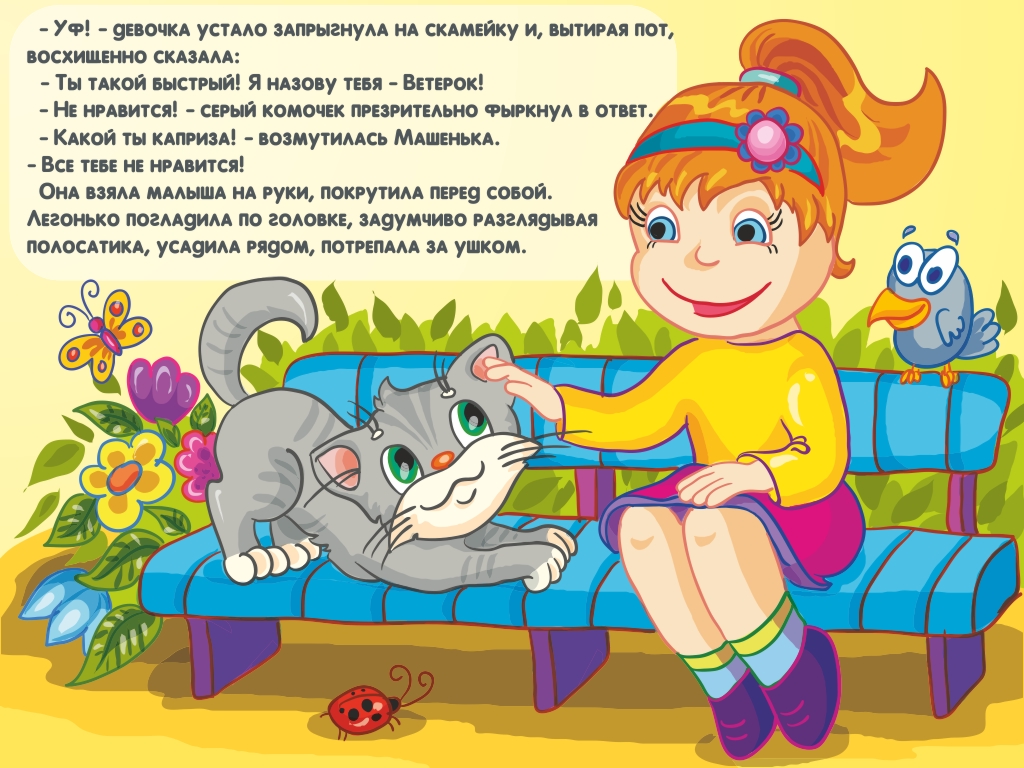 - Уф! - девочка устало запрыгнула на скамейку и, вытирая пот,
восхищенно сказала:
- Ты такой быстрый! Я назову тебя - Ветерок!
- Не нравится! - серый комочек презрительно фыркнул в ответ.
- Какой ты каприза! - возмутилась Машенька.
- Все тебе не нравится!
Она взяла малыша на руки, покрутила перед собой.
Легонько погладила по головке, задумчиво разглядывая
полосатика, усадила рядом, потрепала за ушком.